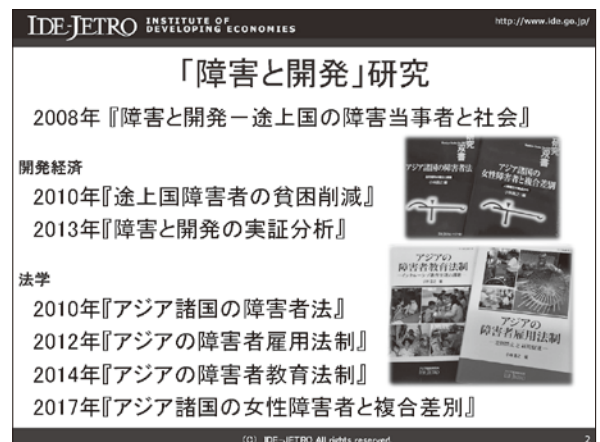 IDE-JETRO INSTITUTE OF DEVELOPING ECONOMIES
http://www.ide.go.jp/
「障害と開発」研究
2008年『障害と開発－途上国の障害当事者と社会』
開発経済
2010年『途上国障害者の貧困削減』
2013年『障害と開発の実証分析』
法学
2010年『アジア諸国の障害者法』
2012年『アジアの障害者雇用法制』
2014年『アジアの障害者教育法制』
2017年『アジア諸国の女性障害者と複合差別』
アジア諸国の障害者法
アジア諸国の
女性障害者と複合差別
アジアの
障害者教育法制
アジアの
障害者雇用法制
(C) IDE-JETRO All rights reserved
2